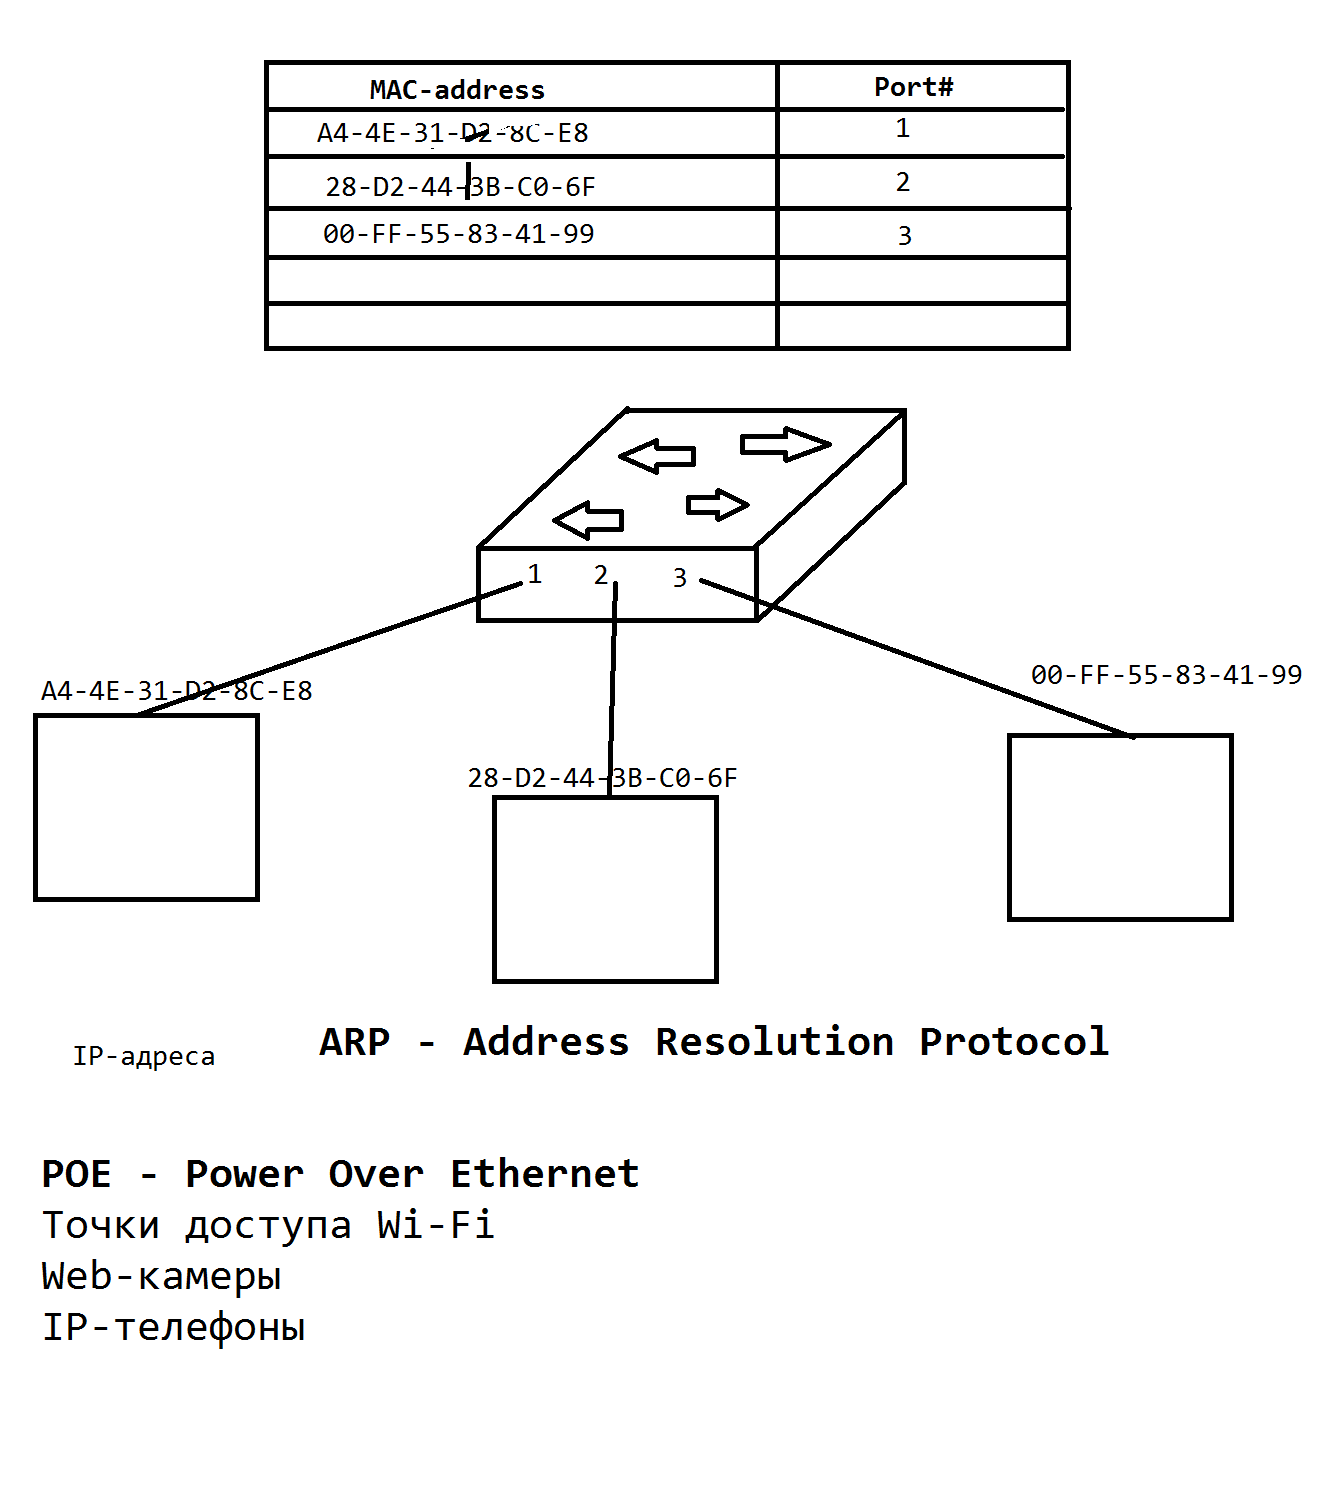 MAC-address Port#
A4-4E-31-D2-8C-E8 1
28-D2-44-3B-C0-6F 2
00-FF-55-83-41-99 3
1 2 3
A4-4E-31-D2-8C-E8
00-FF-55-83-41-99
28-D2-44-3B-C0-6F
IP-адреса
ARP - Address Resolution Protocol
POE - Power Over Ethernet
Точки доступа Wi-Fi
Web-камеры
IP-телефоны